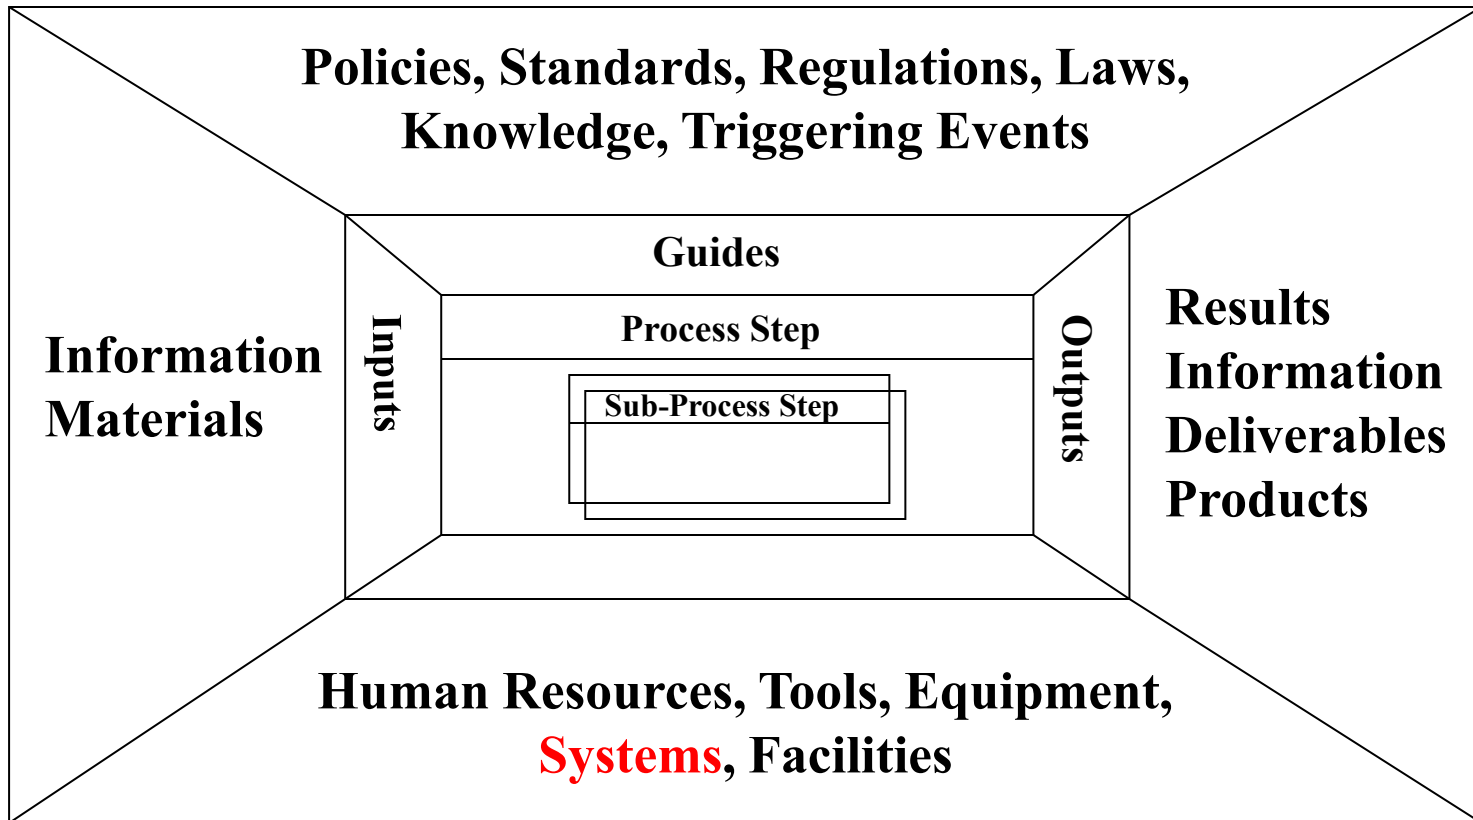 Policies, Standards, Regulations, Laws,
Knowledge, Triggering Events
Guides
Process Step
Sub-Process Step
Inputs
Outputs
Information
Materials
Results
Information
Deliverables
Products
Human Resources, Tools, Equipment,
Systems, Facilities